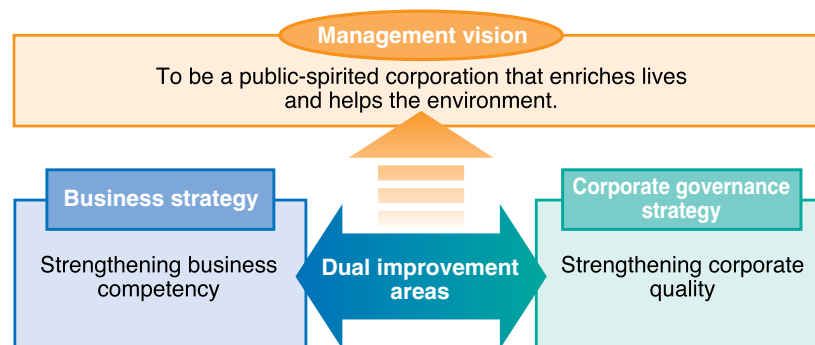 Management vision
To be a public-spirited corporation that enriches lives
and helps the environment.
Business strategy
Strengthening business
competency
Dual improvement
areas
Corporate governance
strategy
Strengthening corporate
quality